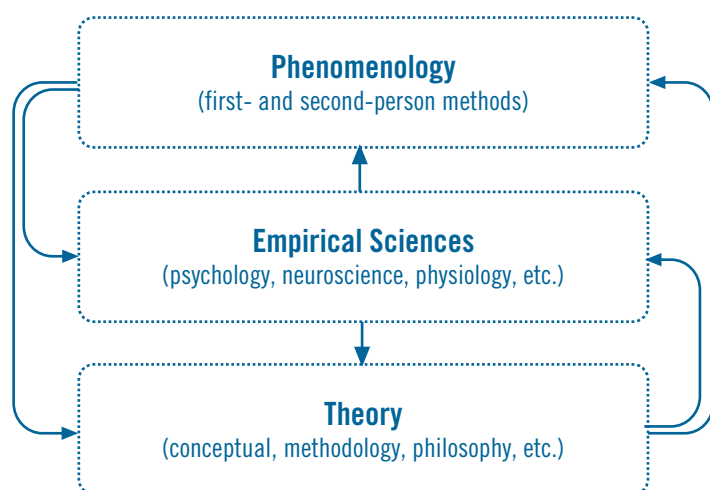 Phenomenology
(first- and second-person methods)
Empirical Sciences
(psychology, neuroscience, physiology, etc.)
Theory
(conceptual, methodology, philosophy, etc.)